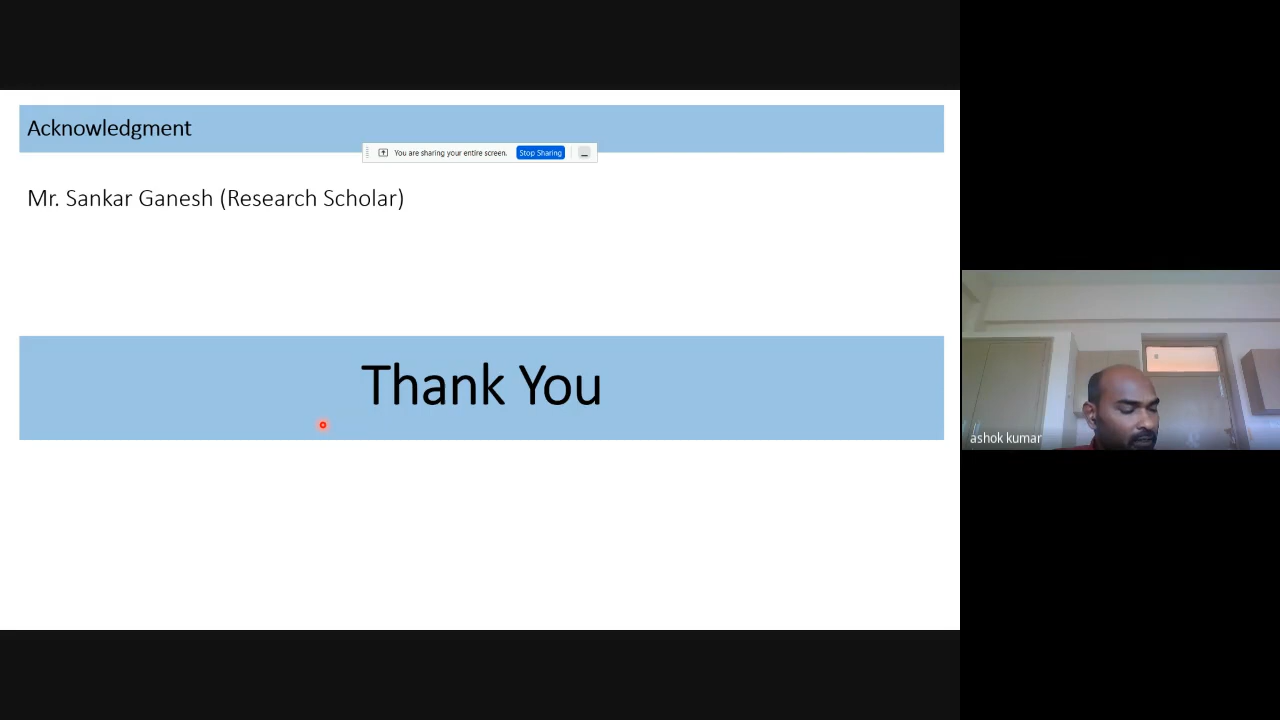 Acknowledgment
You are sharing your entire screen. Stop Sharing
Mr. Sankar Ganesh (Research Scholar)
Thank You
ashok kumar